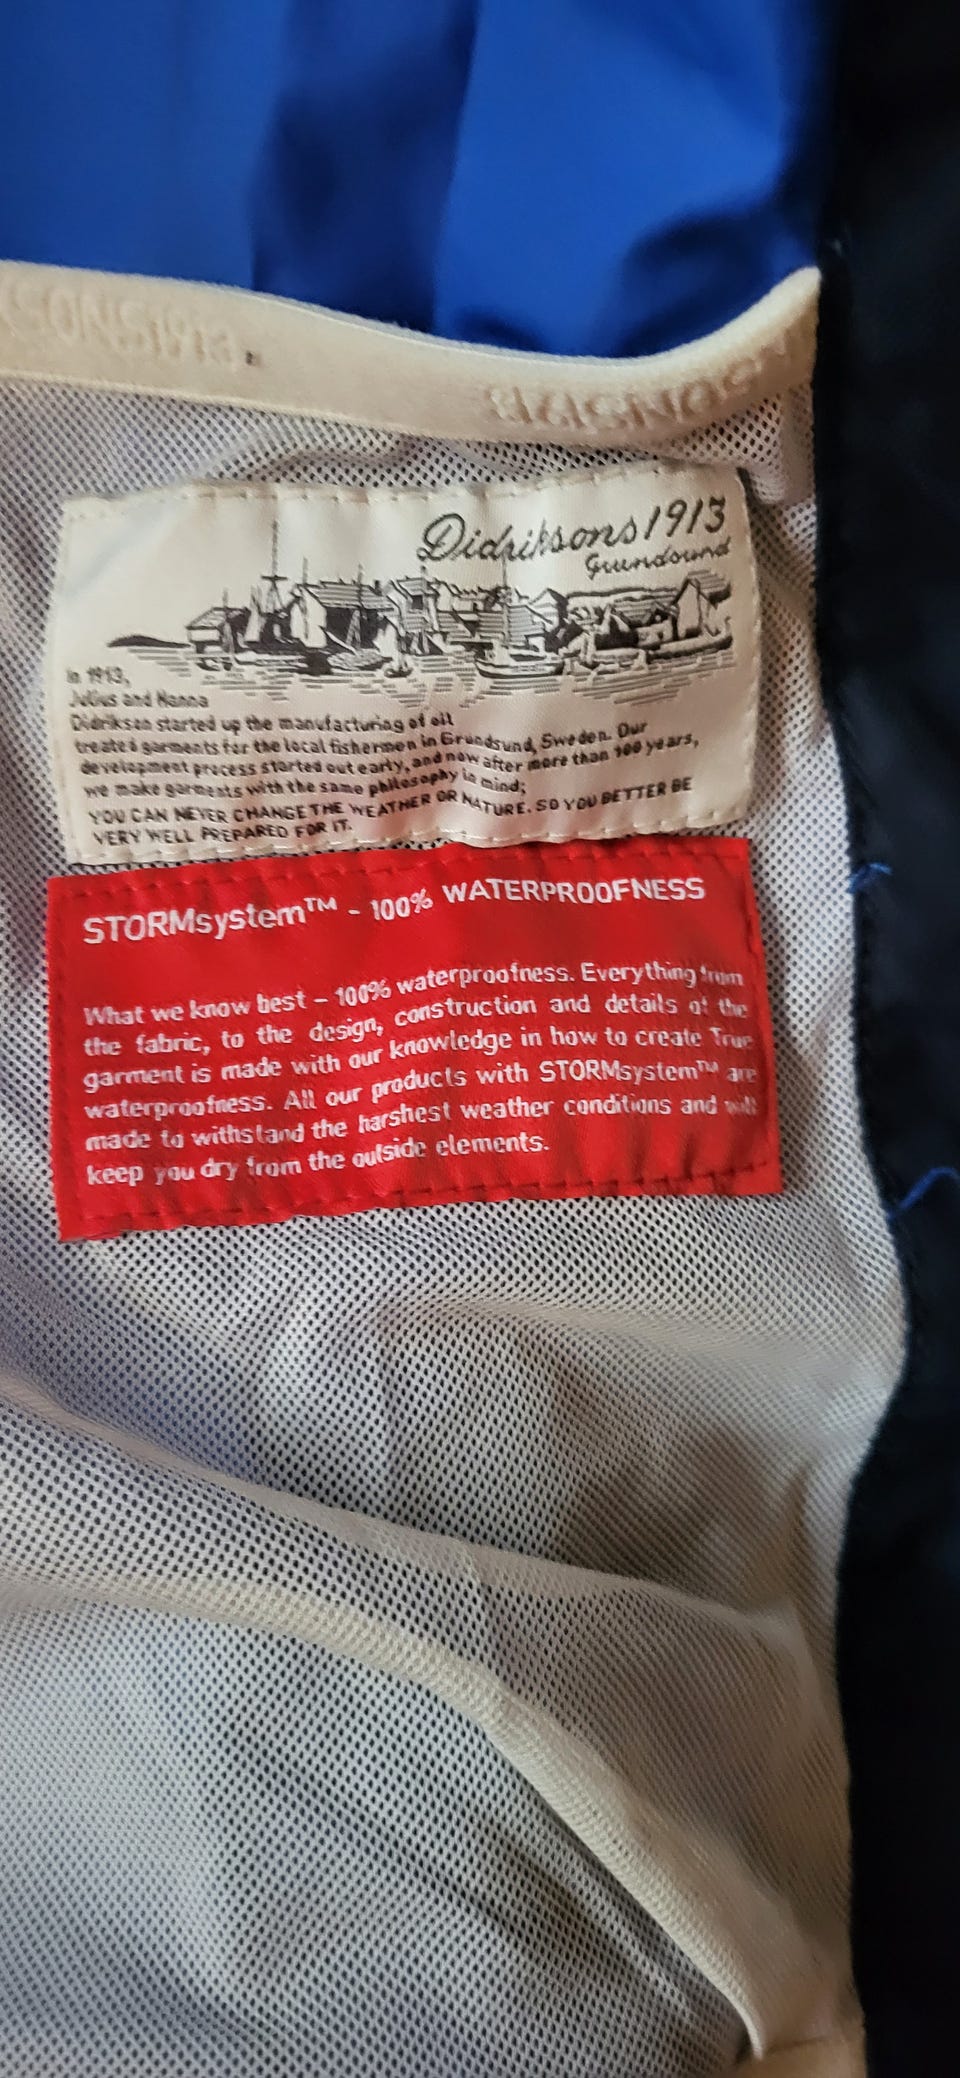 SONS1913
Didriksons1913
Grundsund
In 1913,
Julius and Hanna
Didrikson started up the manufacturing of oil
treated garments for the local fishermen in Grundsund, Sweden. Our
development process started out early, and now after more than 100 years,
we make garments with the same philosophy in mind;
YOU CAN NEVER CHANGE THE WEATHER OR NATURE. SO YOU BETTER BE
VERY WELL PREPARED FOR IT.
STORMsystem™ - 100% WATERPROOFNESS
What we know best – 100% waterproofness. Everything from
the fabric, to the design, construction and details of the
garment is made with our knowledge in how to create True
waterproofness. All our products with STORMsystem™ are
made to withstand the harshest weather conditions and will
keep you dry from the outside elements.